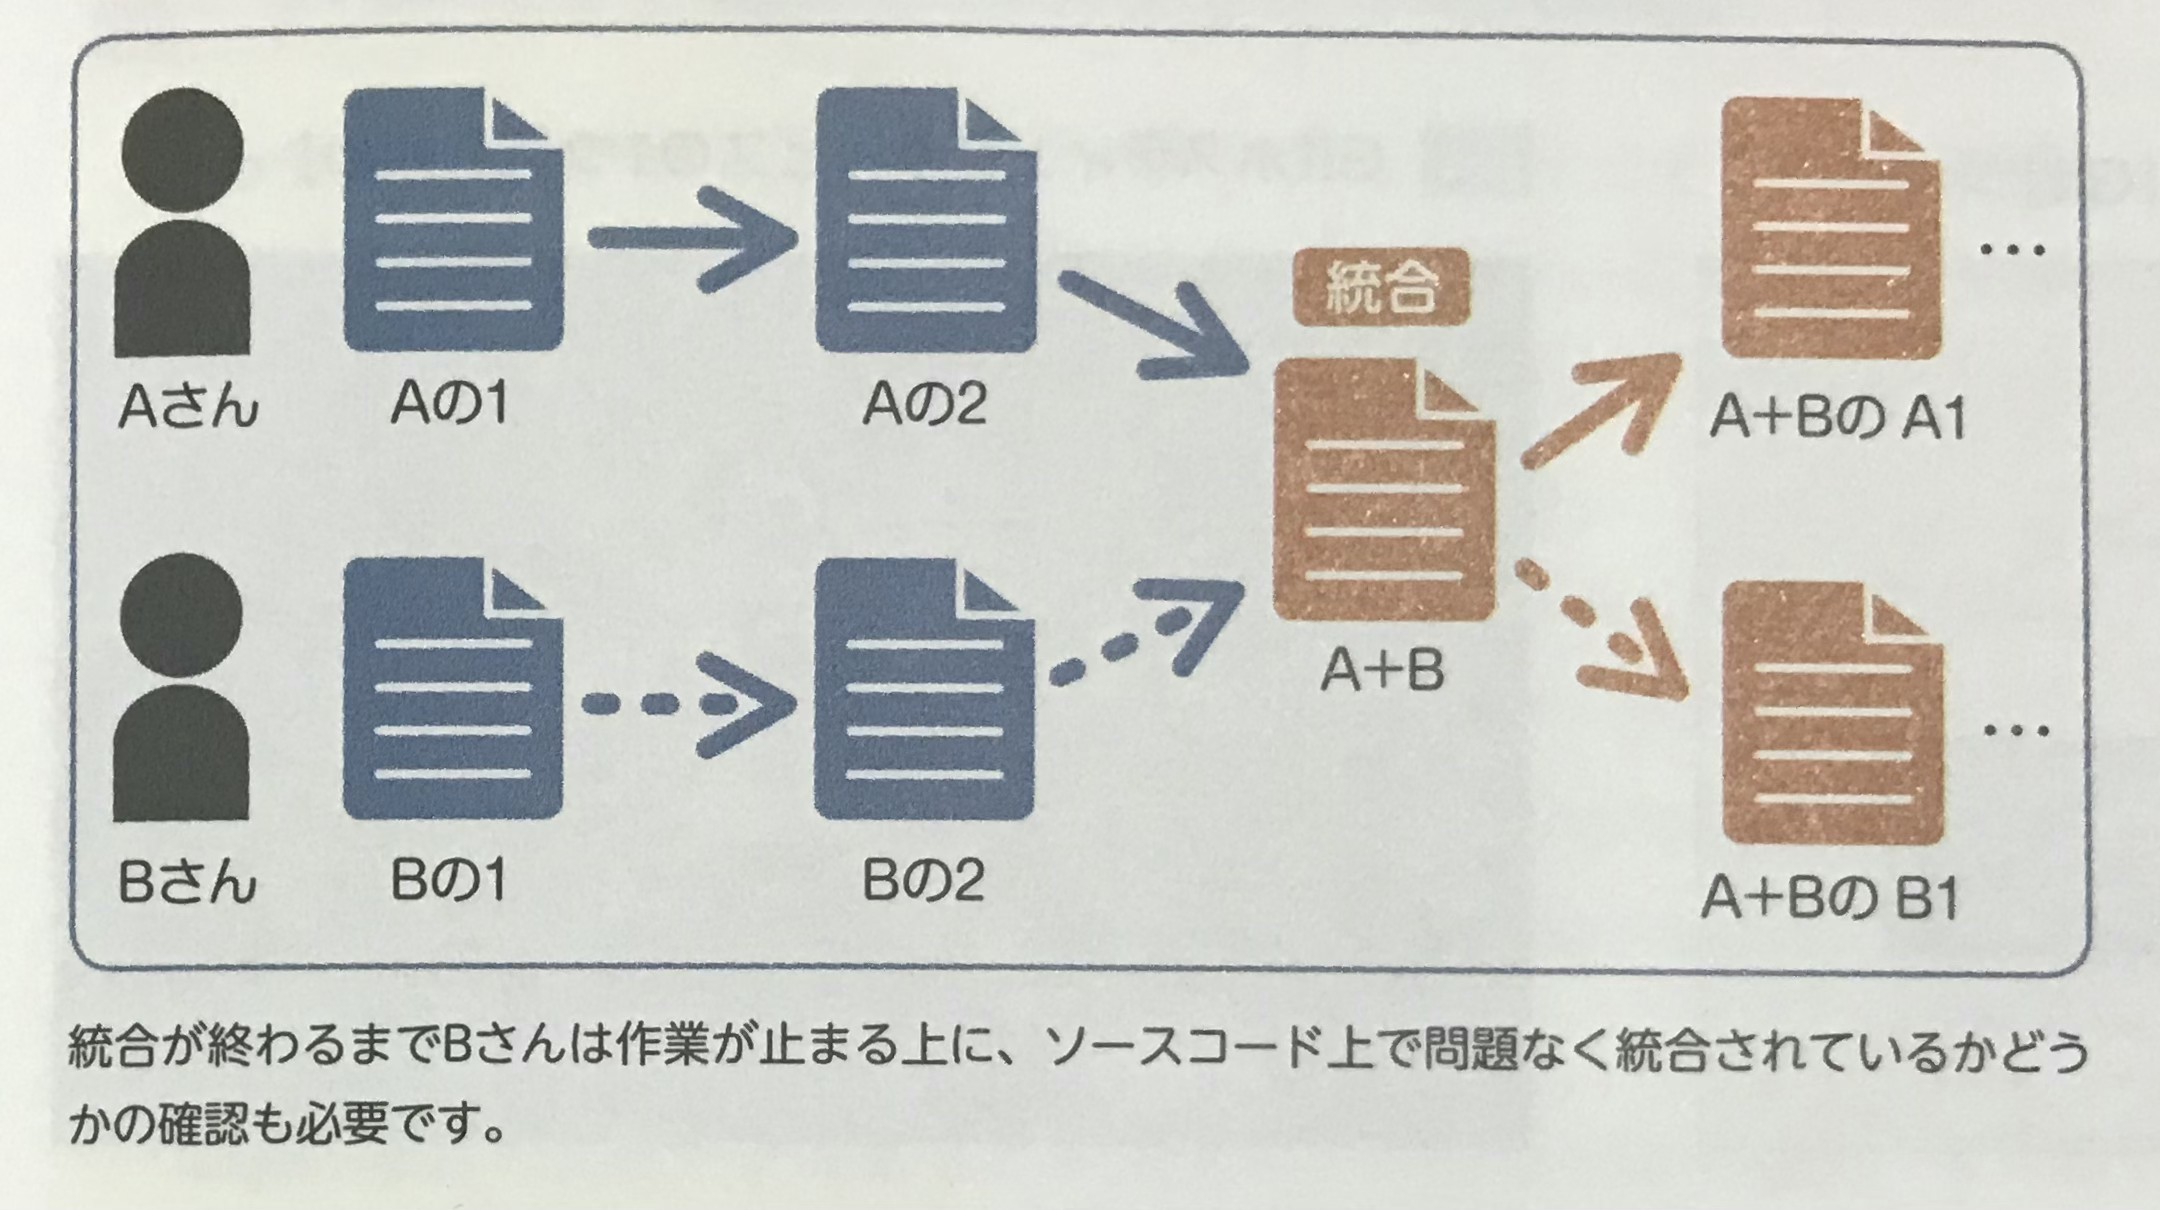 Aさん
Aの1
Aの2
統合
A+B
A+Bの A1
…
Bさん
Bの1
Bの2
A+Bの B1
…
統合が終わるまでBさんは作業が止まる上に、ソースコード上で問題なく統合されているかどう
かの確認も必要です。